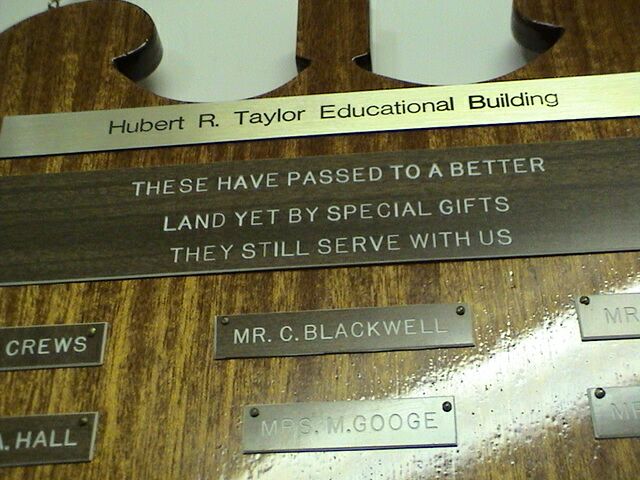 Hubert R. Taylor Educational Building
THESE HAVE PASSED TO A BETTER
LAND YET BY SPECIAL GIFTS
THEY STILL SERVE WITH US
CREWS
MR. C. BLACKWELL
MR
A. HALL
MRS. M. GOOGE